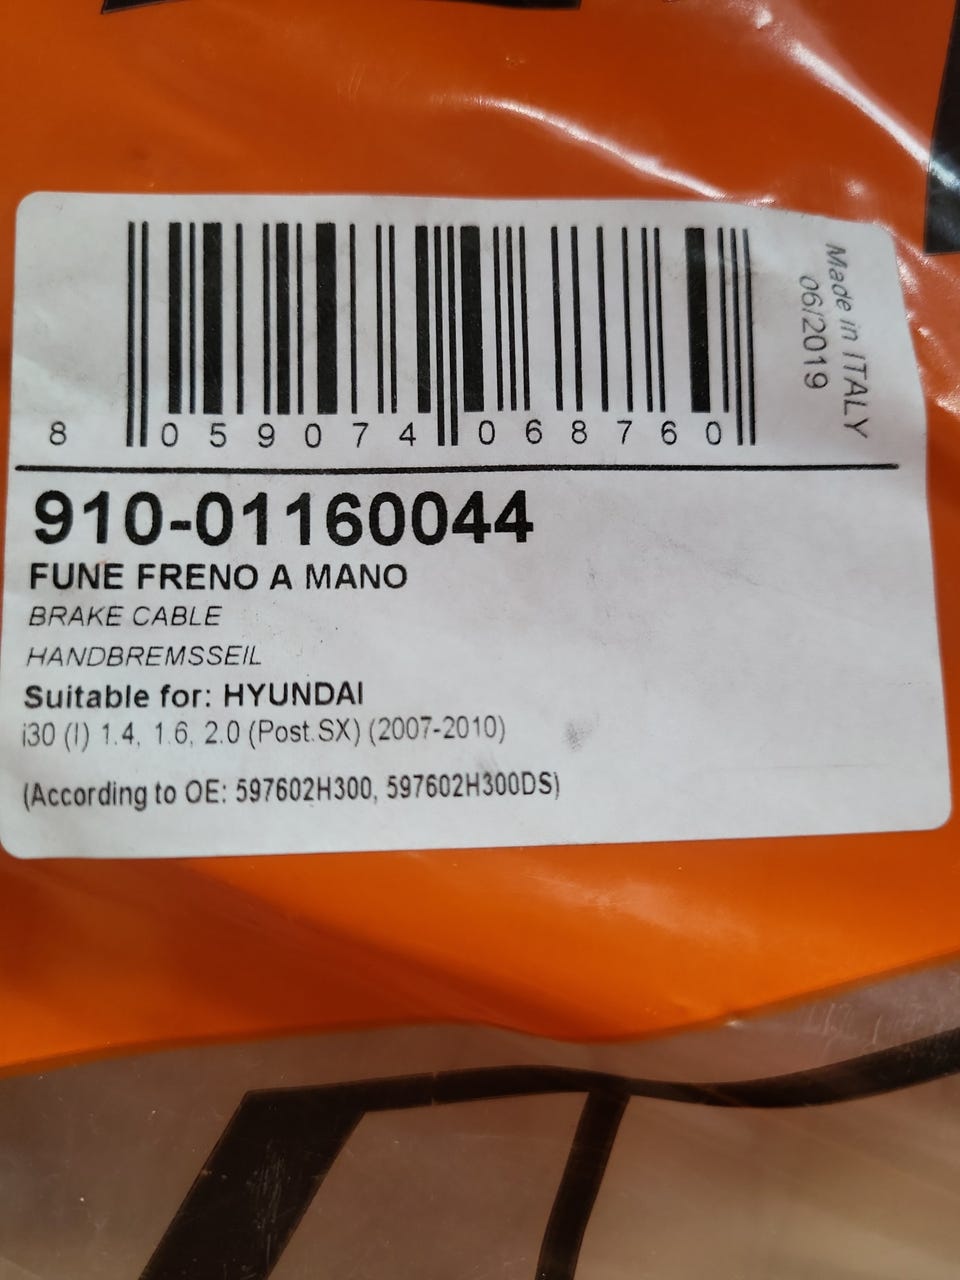 Made in ITALY
06/2019
8 059074 068760
910-01160044
FUNE FRENO A MANO
BRAKE CABLE
HANDBREMSSEIL
Suitable for: HYUNDAI
i30 (I) 1.4, 1.6, 2.0 (Post.SX) (2007-2010)
(According to OE: 597602H300, 597602H300DS)